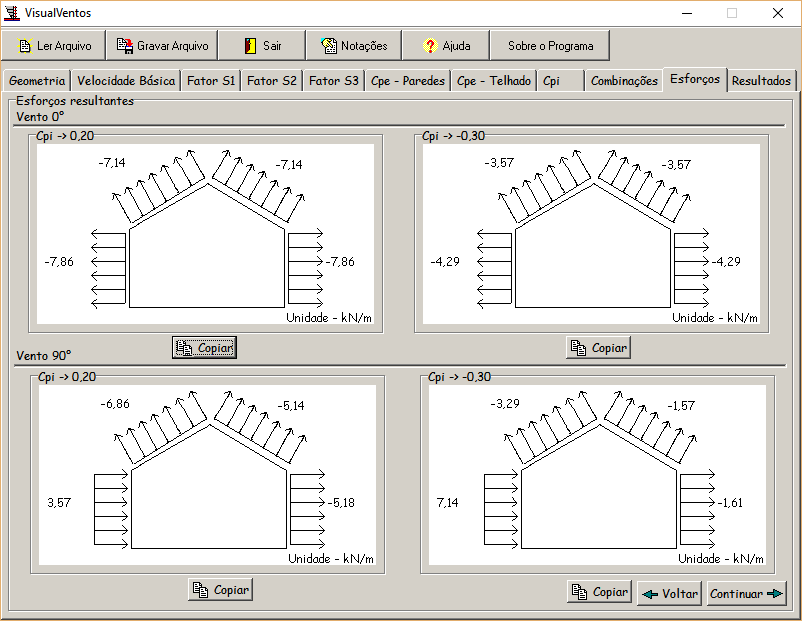 VisualVentos
Ler Arquivo Gravar Arquivo Sair Notações Ajuda Sobre o Programa
Geometria Velocidade Básica Fator S1 Fator S2 Fator S3 Cpe - Paredes Cpe - Telhado Cpi Combinações Esforços Resultados
Esforços resultantes
Vento 0°
Cpi -> 0,20
-7,14 -7,14
-7,86 -7,86
Unidade - kN/m
Copiar
Cpi -> -0,30
-3,57 -3,57
-4,29 -4,29
Unidade - kN/m
Copiar
Vento 90°
Cpi -> 0,20
-6,86 -5,14
3,57 -5,18
Unidade - kN/m
Copiar
Cpi -> -0,30
-3,29 -1,57
7,14 -1,61
Unidade - kN/m
Copiar Voltar Continuar